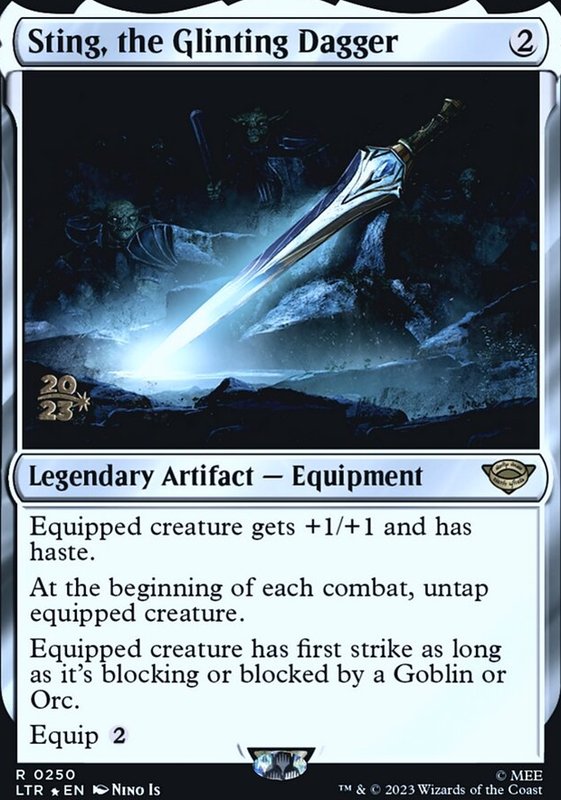 Sting, the Glinting Dagger 2
20
23
Legendary Artifact — Equipment
Equipped creature gets +1/+1 and has
haste.
At the beginning of each combat, untap
equipped creature.
Equipped creature has first strike as long
as it's blocking or blocked by a Goblin or
Orc.
Equip 2
R 0250
LTR ★ EN Nino Is
© MEE
™ & © 2023 Wizards of the Coast